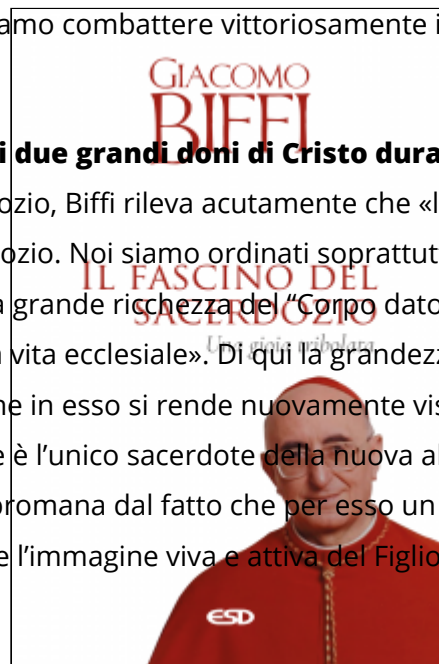 amo combattere vittoriosamente i
GIACOMO
BIFFI
i due grandi doni di Cristo dura
ozio, Biffi rileva acutamente che «l
ozio. Noi siamo ordinati soprattut
IL FASCINO DEL
a grande ricchezza del “Corpo dato
SACERDOZIO
Una gioia tribolata
vita ecclesiale». Di qui la grandezz
ne in esso si rende nuovamente vis
e è l’unico sacerdote della nuova al
promana dal fatto che per esso un
e l’immagine viva e attiva del Figlio
ESD